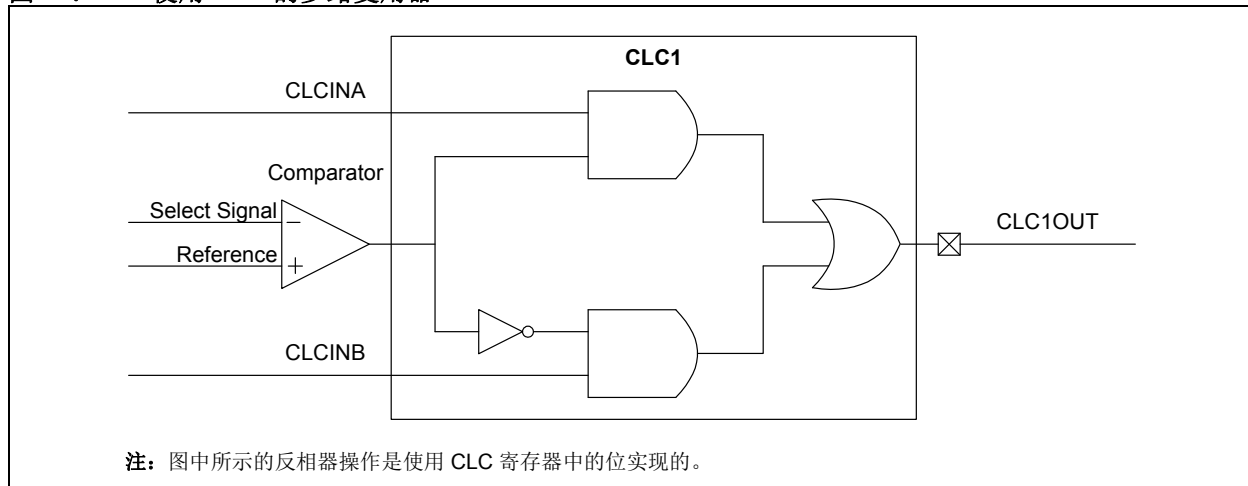 CLC1
CLCINA
Comparator
Select Signal
−
Reference
+
CLC1OUT
CLCINB
注：图中所示的反相器操作是使用 CLC 寄存器中的位实现的。